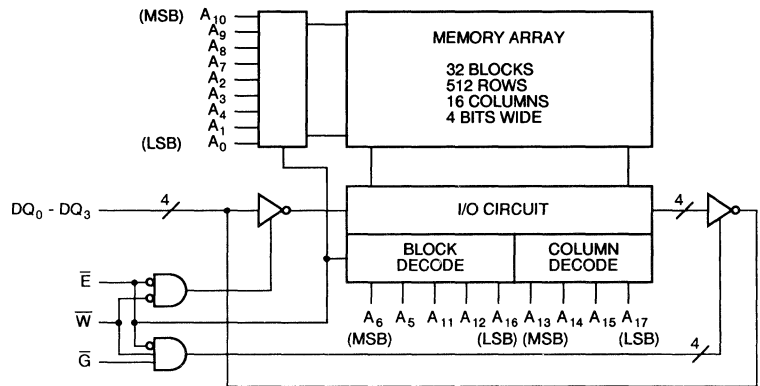 (MSB) A10
A9
A8
A7
A2
A3
A4
A1
(LSB) A0
MEMORY ARRAY
32 BLOCKS
512 ROWS
16 COLUMNS
4 BITS WIDE
DQ0 - DQ3
4
I/O CIRCUIT
4
BLOCK DECODE
COLUMN DECODE
E̅
W̅
G̅
A6 A5 A11 A12 A16 A13 A14 A15 A17
(MSB) (LSB) (MSB) (LSB)
4